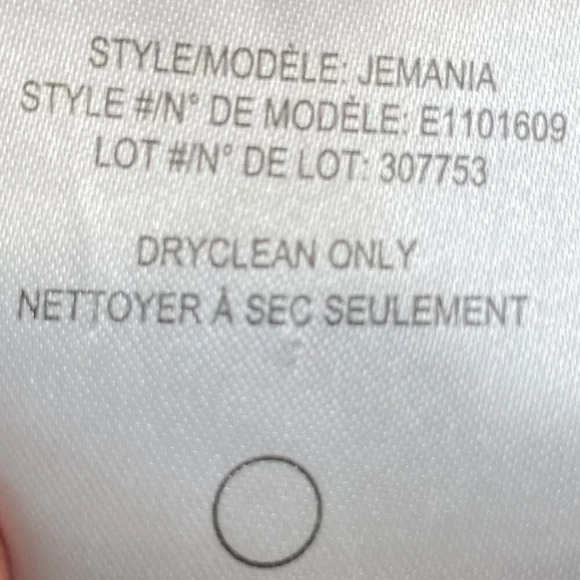 STYLE/MODÈLE: JEMANIA
STYLE #/N° DE MODÈLE: E1101609
LOT #/N° DE LOT: 307753
DRYCLEAN ONLY
NETTOYER À SEC SEULEMENT